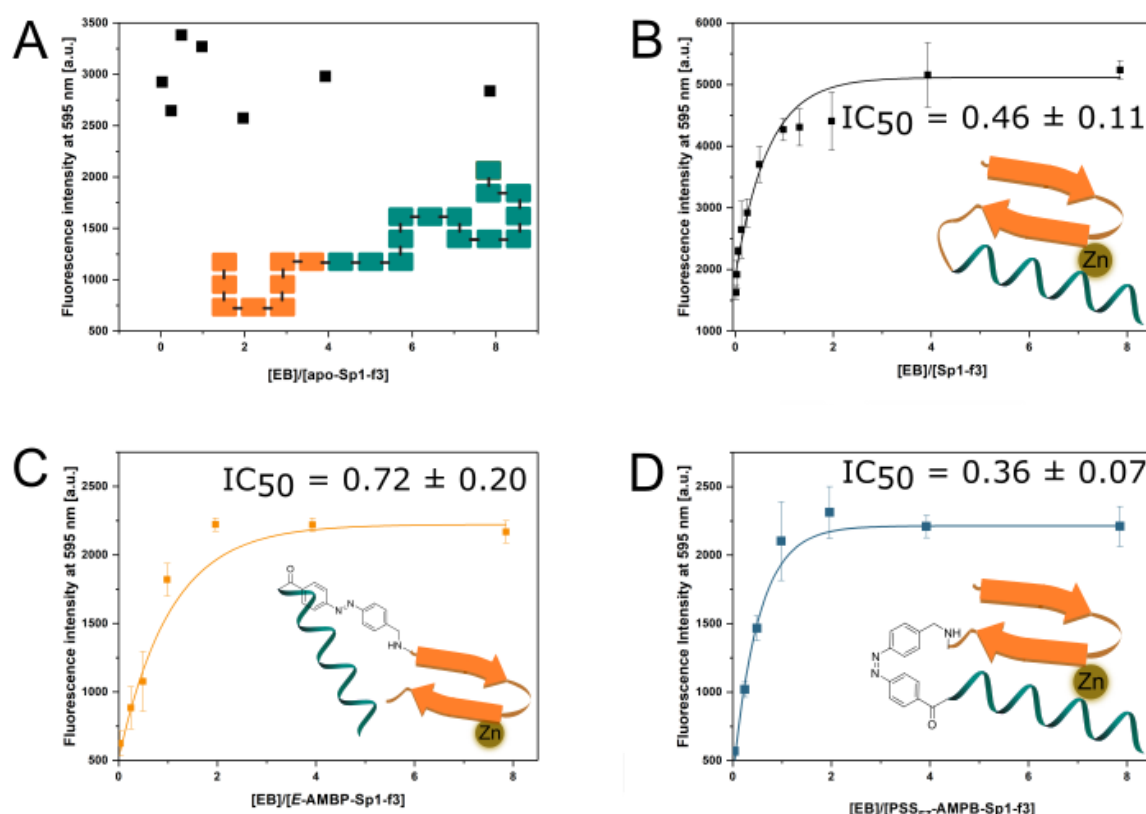 A
Fluorescence intensity at 595 nm [a.u.]
3500
3000
2500
2000
1500
1000
500
0
2
4
6
8
[EB]/[apo-Sp1-f3]
B
Fluorescence intensity at 595 nm [a.u.]
6000
5000
4000
3000
2000
1000
0
2
4
6
8
IC50 = 0.46 ± 0.11
Zn
[EB]/[Sp1-f3]
C
Fluorescence intensity at 595 nm [a.u.]
2500
2000
1500
1000
500
0
2
4
6
8
IC50 = 0.72 ± 0.20
O
N
N
HN
Zn
[EB]/[E-AMBP-Sp1-f3]
D
Fluorescence Intensity at 595 nm [a.u.]
2500
2000
1500
1000
500
0
2
4
6
8
IC50 = 0.36 ± 0.07
NH
N
N
O
Zn
-AMPB-Sp1-f3]